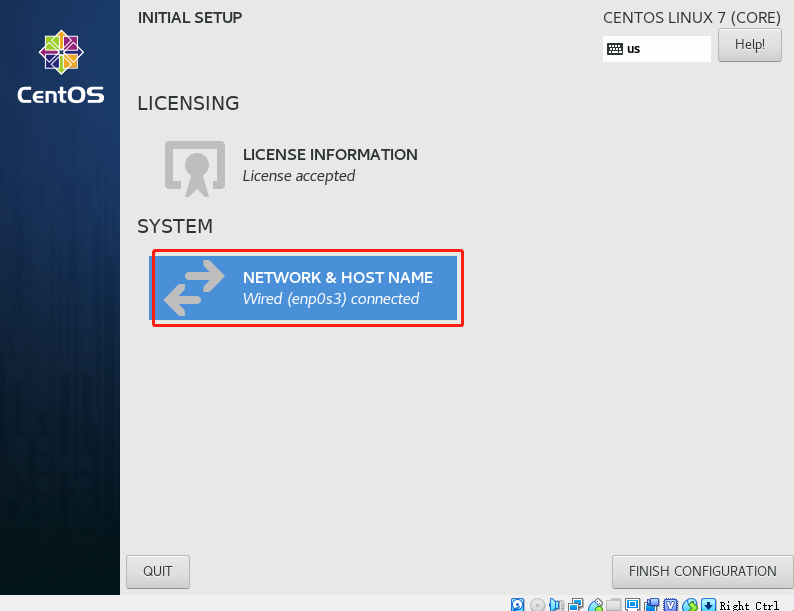 INITIAL SETUP
CENTOS LINUX 7 (CORE)
us
Help!
CentOS
LICENSING
LICENSE INFORMATION
License accepted
SYSTEM
NETWORK & HOST NAME
Wired (enp0s3) connected
QUIT
FINISH CONFIGURATION
Right Ctrl